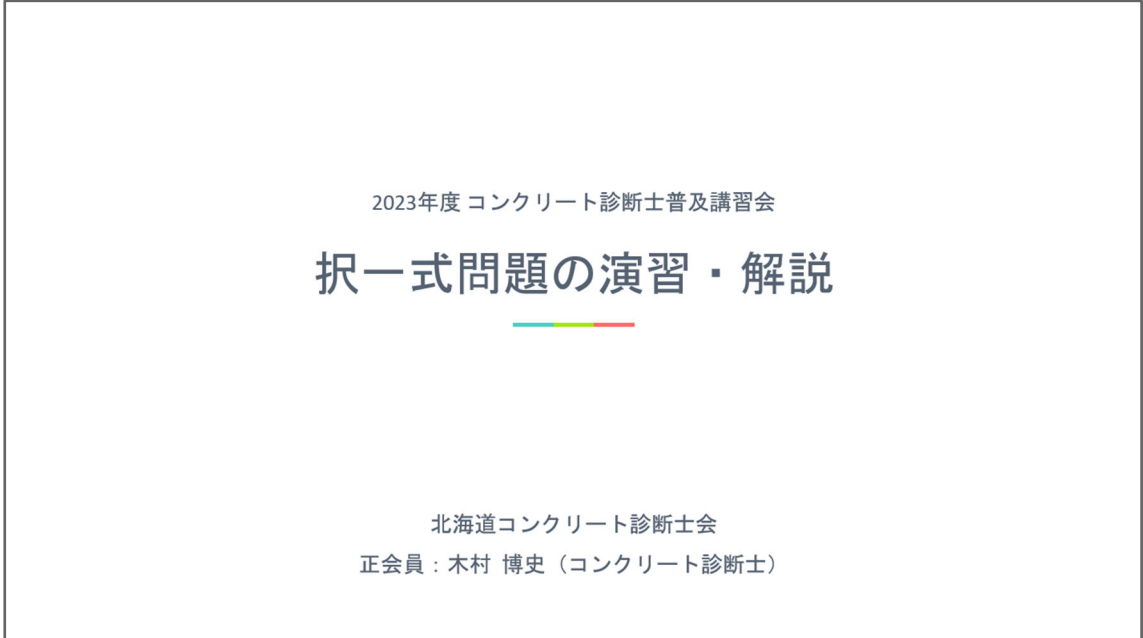 2023年度 コンクリート診断士普及講習会
択一式問題の演習・解説
北海道コンクリート診断士会
正会員：木村 博史（コンクリート診断士）